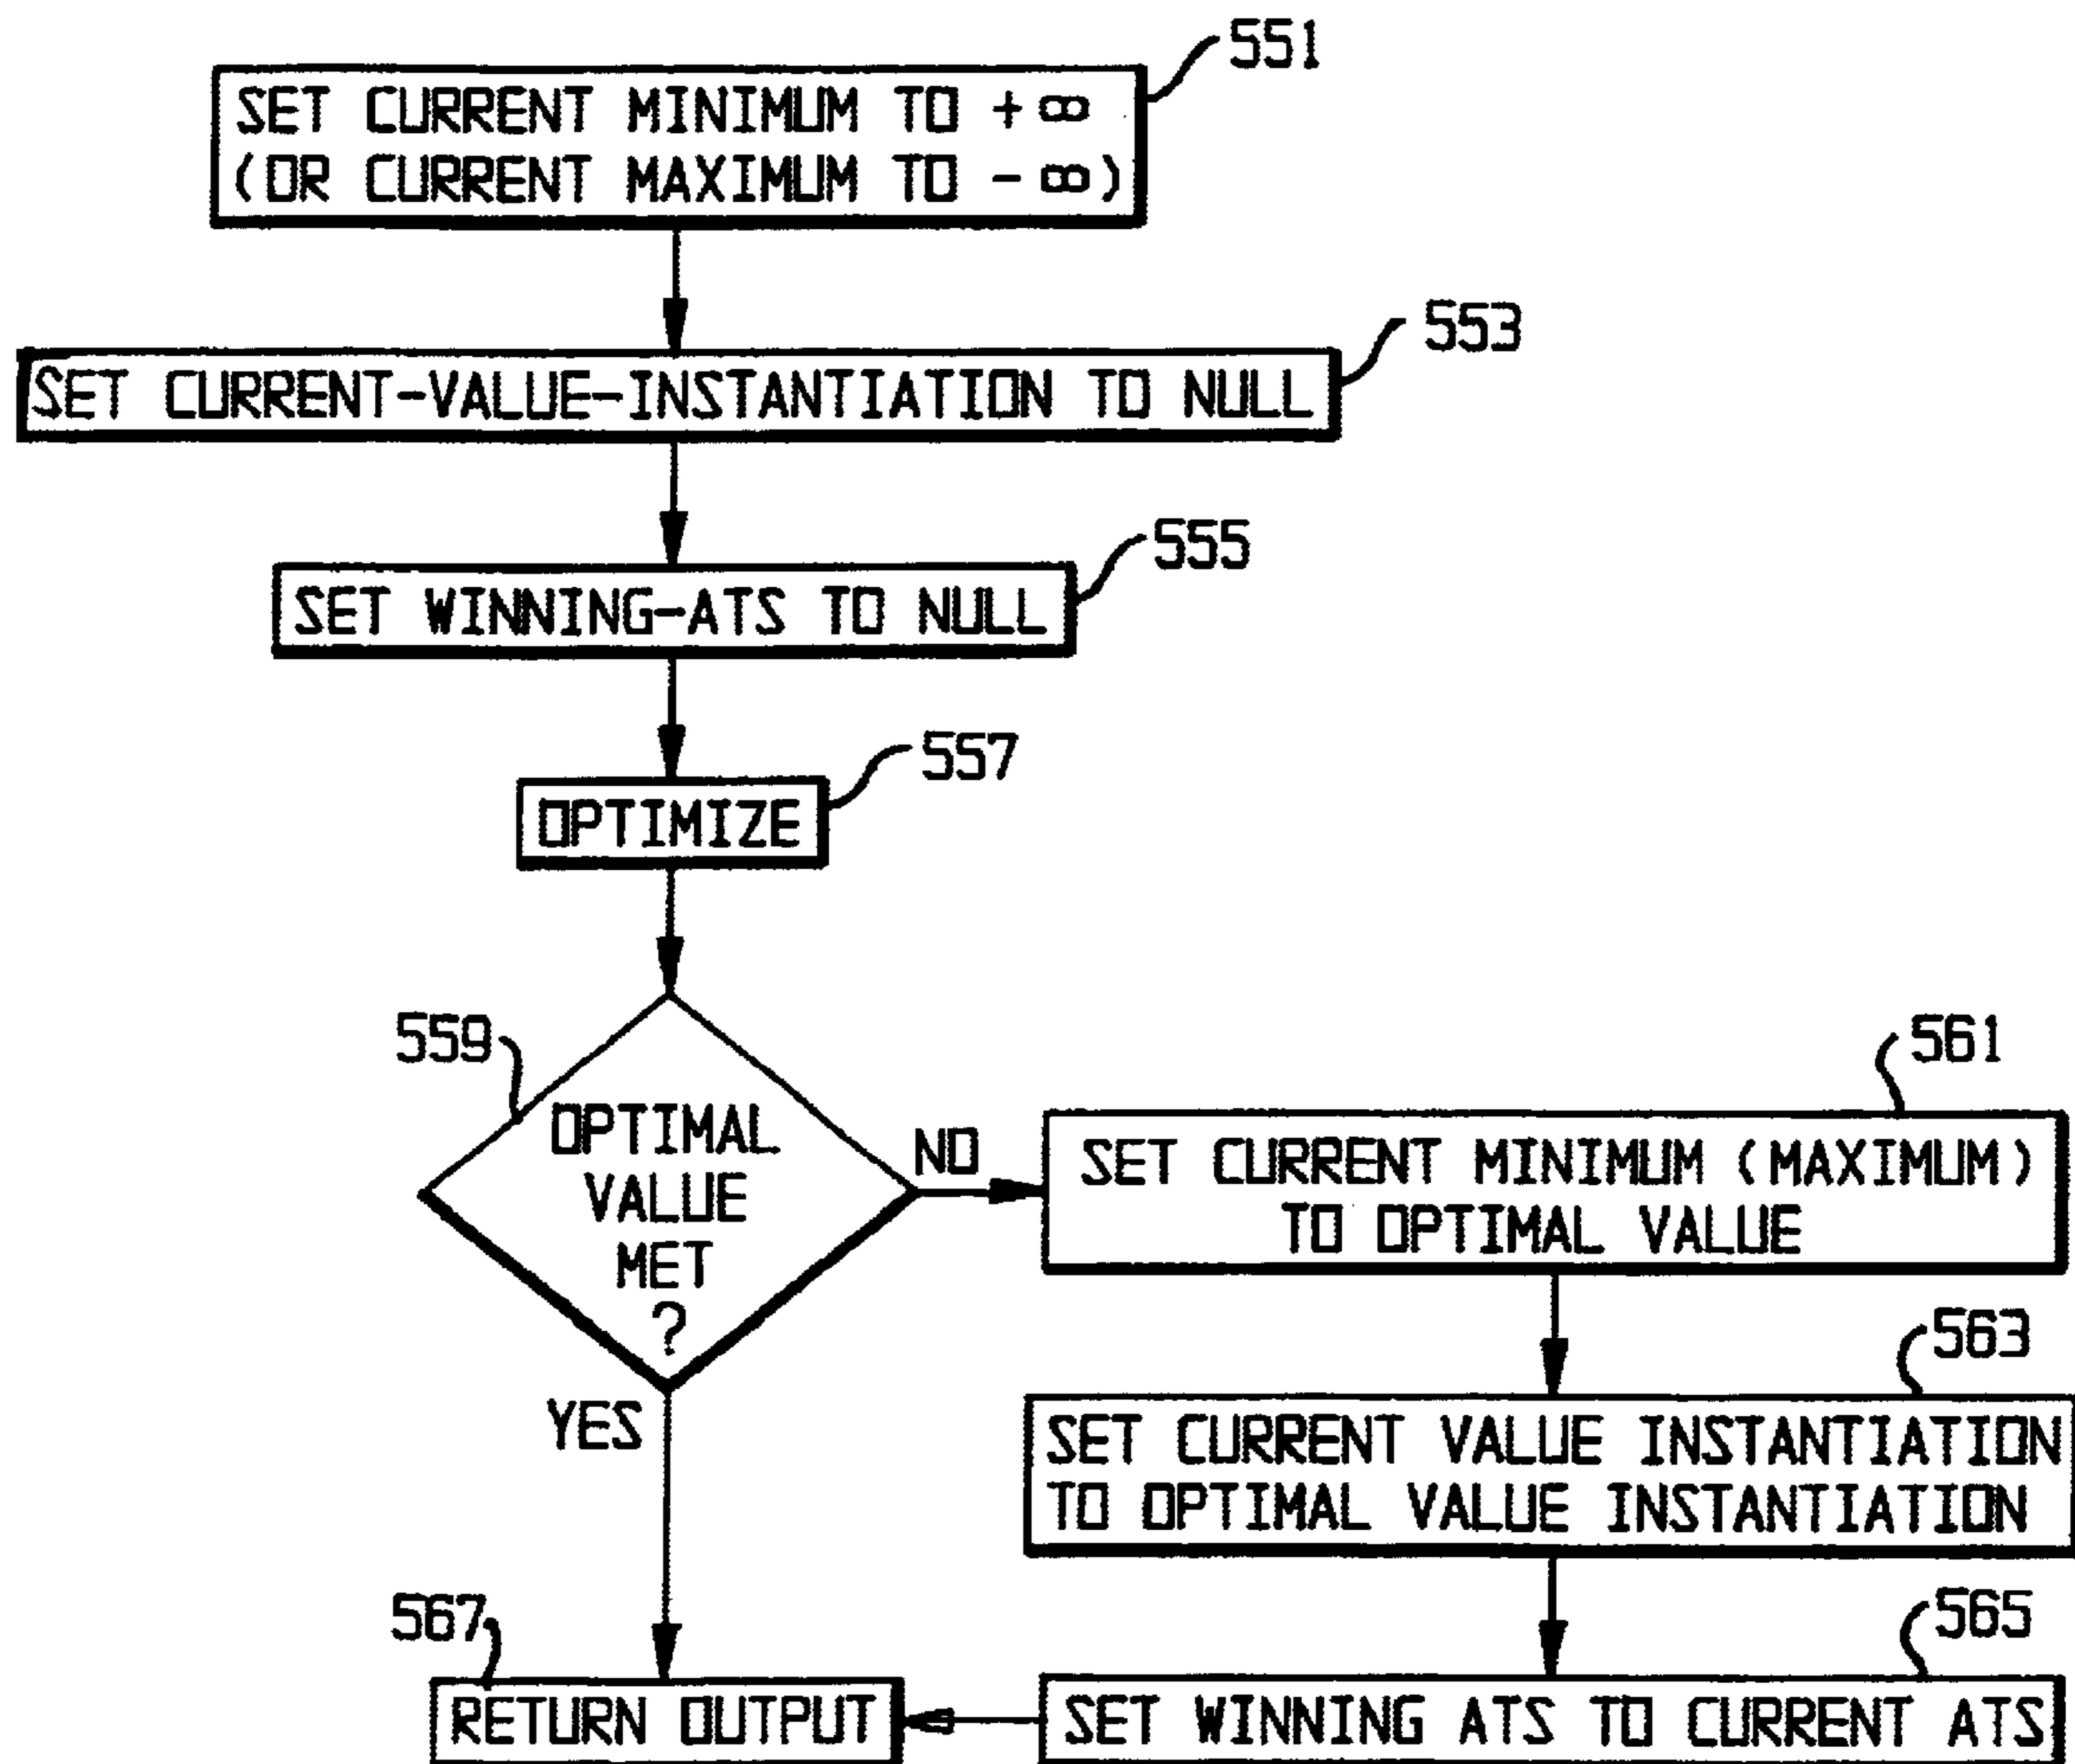 551
SET CURRENT MINIMUM TO +∞
(OR CURRENT MAXIMUM TO -∞)
553
SET CURRENT-VALUE-INSTANTIATION TO NULL
555
SET WINNING-ATS TO NULL
557
OPTIMIZE
559
OPTIMAL
VALUE
MET
?
NO
YES
561
SET CURRENT MINIMUM (MAXIMUM)
TO OPTIMAL VALUE
563
SET CURRENT VALUE INSTANTIATION
TO OPTIMAL VALUE INSTANTIATION
565
SET WINNING ATS TO CURRENT ATS
567
RETURN OUTPUT